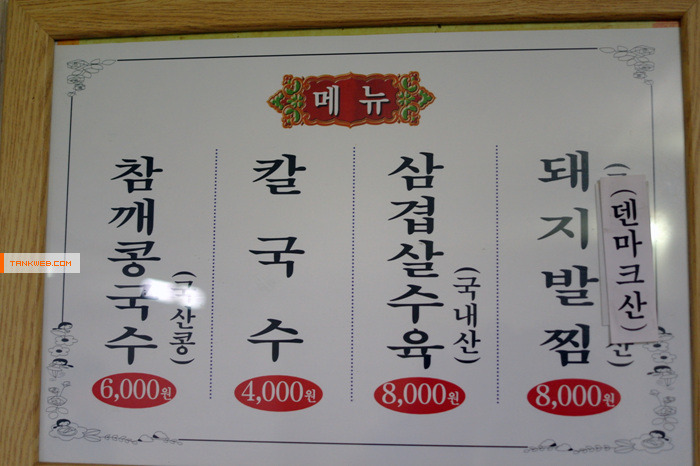 메뉴
참깨콩국수
(국산콩)
6,000원
칼국수
4,000원
삼겹살수육
(국내산)
8,000원
돼지발찜
(덴마크산)
8,000원
TANKWEB.COM